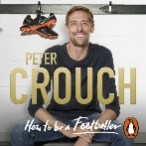 PETER
CROUCH
How to be a Footballer